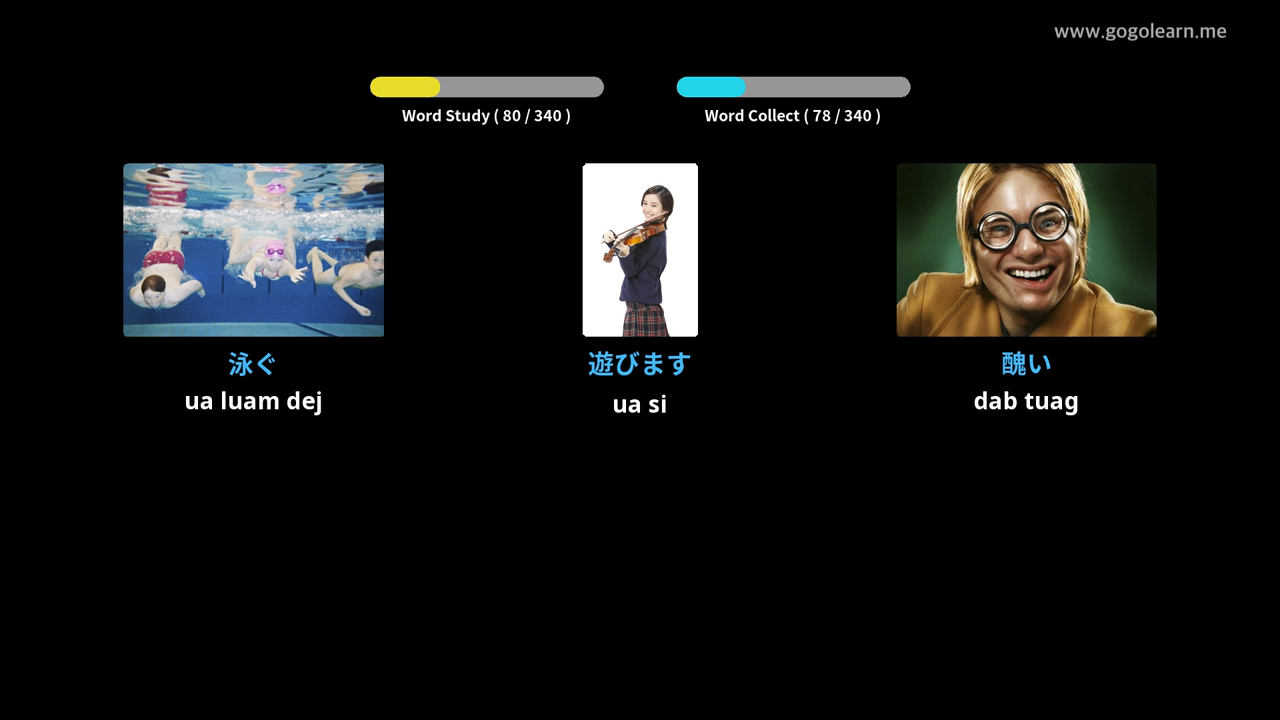 www.gogolearn.me
Word Study ( 80 / 340 )
Word Collect ( 78 / 340 )
泳ぐ
ua luam dej
遊びます
ua si
醜い
dab tuag